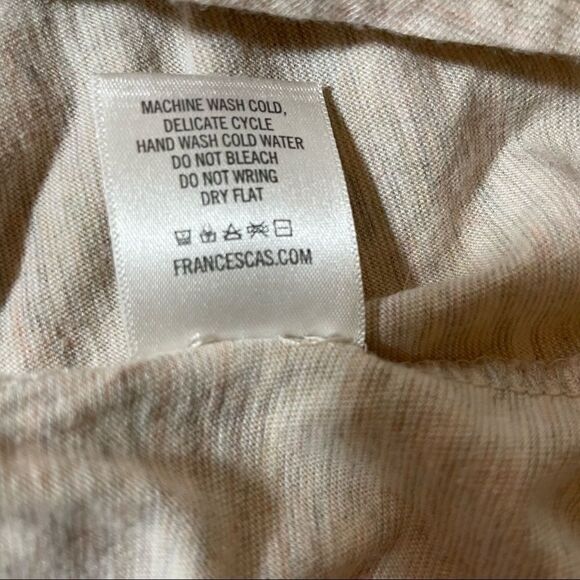 MACHINE WASH COLD,
DELICATE CYCLE
HAND WASH COLD WATER
DO NOT BLEACH
DO NOT WRING
DRY FLAT
FRANCESCAS.COM